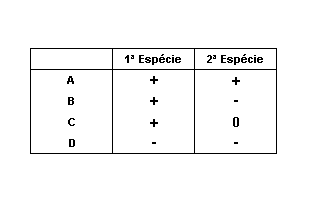 1ª Espécie 2ª Espécie
A + +
B + -
C + 0
D - -